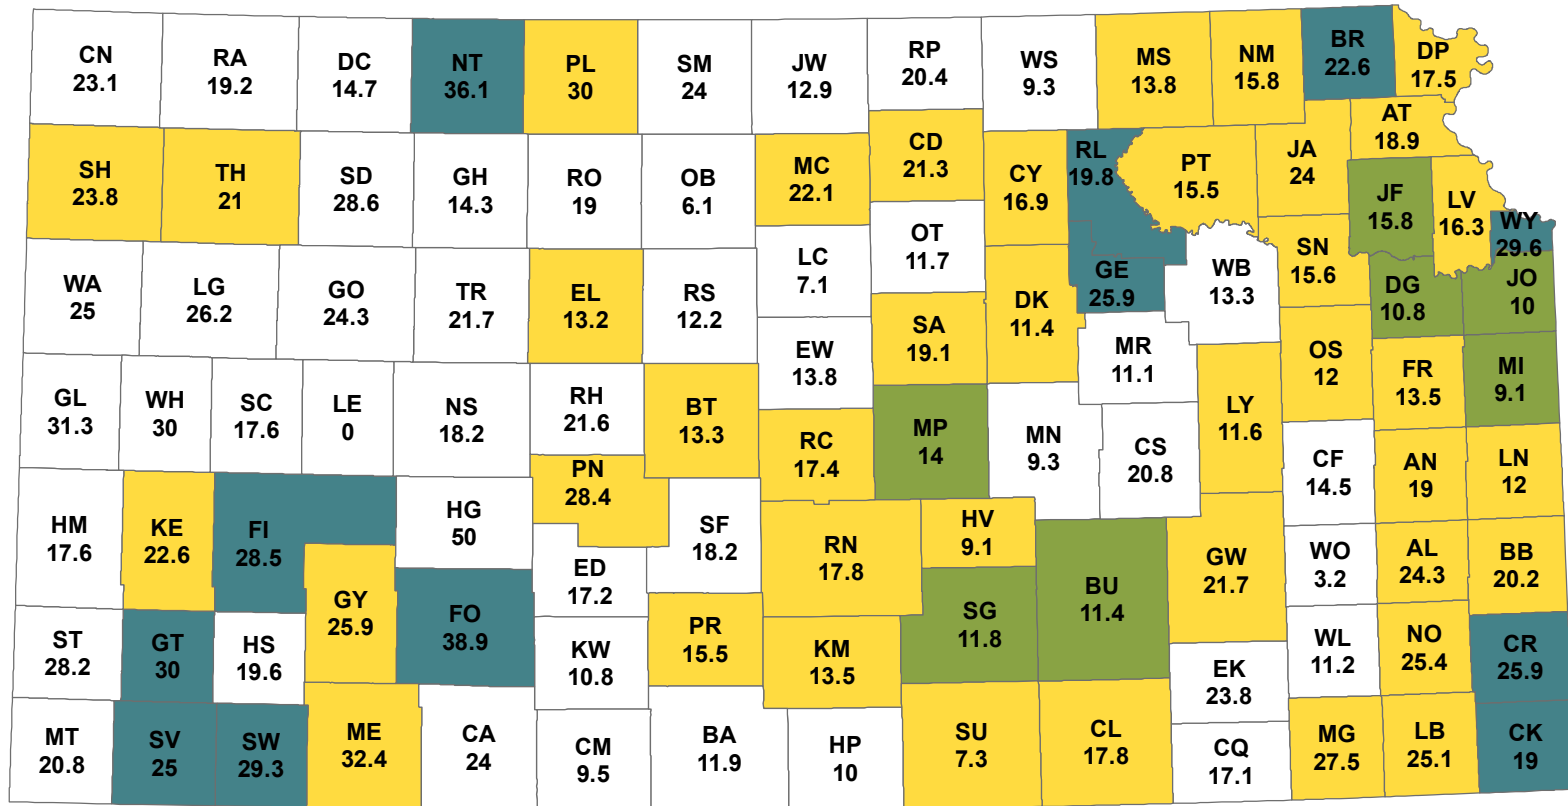 CN
23.1
RA
19.2
DC
14.7
NT
36.1
PL
30
SM
24
JW
12.9
RP
20.4
WS
9.3
MS
13.8
NM
15.8
BR
22.6
DP
17.5
SH
23.8
TH
21
SD
28.6
GH
14.3
RO
19
OB
6.1
MC
22.1
CD
21.3
CY
16.9
RL
19.8
PT
15.5
JA
24
AT
18.9
JF
15.8
LV
16.3
WY
29.6
WA
25
LG
26.2
GO
24.3
TR
21.7
EL
13.2
RS
12.2
LC
7.1
OT
11.7
SA
19.1
DK
11.4
GE
25.9
WB
13.3
SN
15.6
DG
10.8
JO
10
GL
31.3
WH
30
SC
17.6
LE
0
NS
18.2
RH
21.6
BT
13.3
EW
13.8
RC
17.4
MP
14
MN
9.3
MR
11.1
CS
20.8
LY
11.6
OS
12
FR
13.5
MI
9.1
HM
17.6
KE
22.6
FI
28.5
HG
50
PN
28.4
SF
18.2
RN
17.8
HV
9.1
BU
11.4
GW
21.7
CF
14.5
AN
19
LN
12
WO
3.2
AL
24.3
BB
20.2
ST
28.2
GT
30
HS
19.6
GY
25.9
FO
38.9
ED
17.2
KW
10.8
PR
15.5
KM
13.5
SG
11.8
EK
23.8
WL
11.2
NO
25.4
CR
25.9
MT
20.8
SV
25
SW
29.3
ME
32.4
CA
24
CM
9.5
BA
11.9
HP
10
SU
7.3
CL
17.8
CQ
17.1
MG
27.5
LB
25.1
CK
19